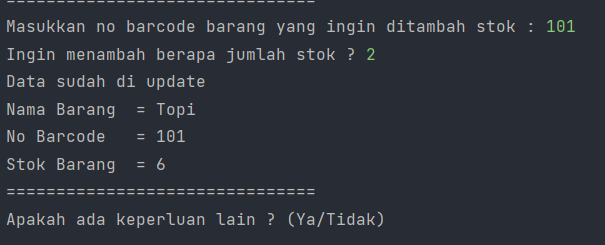 ===============================
Masukkan no barcode barang yang ingin ditambah stok : 101
Ingin menambah berapa jumlah stok ? 2
Data sudah di update
Nama Barang  = Topi
No Barcode   = 101
Stok Barang  = 6
===============================
Apakah ada keperluan lain ? (Ya/Tidak)